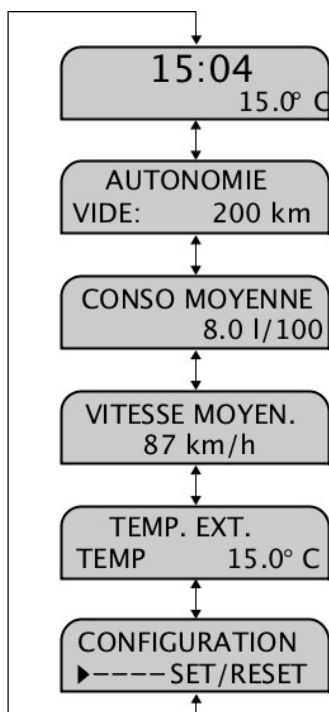 15:04
15.0° C
AUTONOMIE
VIDE: 200 km
CONSO MOYENNE
8.0 l/100
VITESSE MOYEN.
87 km/h
TEMP. EXT.
TEMP 15.0° C
CONFIGURATION
▶----SET/RESET